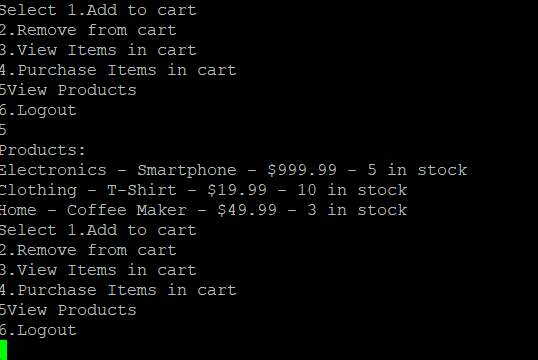 Select 1.Add to cart
2.Remove from cart
3.View Items in cart
4.Purchase Items in cart
5View Products
6.Logout
5
Products:
Electronics - Smartphone - $999.99 - 5 in stock
Clothing - T-Shirt - $19.99 - 10 in stock
Home - Coffee Maker - $49.99 - 3 in stock
Select 1.Add to cart
2.Remove from cart
3.View Items in cart
4.Purchase Items in cart
5View Products
6.Logout